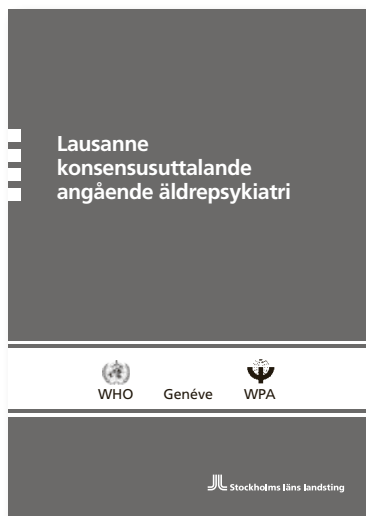 Lausanne
konsensusuttalande
angående äldrepsykiatri
WHO Genéve WPA
Stockholms läns landsting